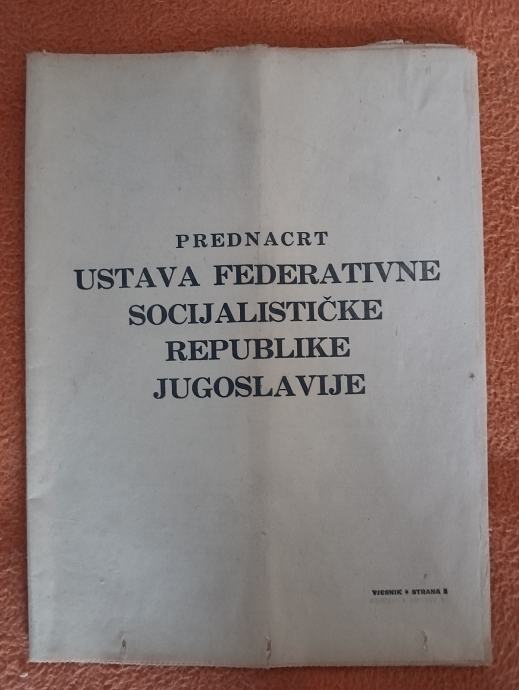 PREDNACRT
USTAVA FEDERATIVNE
SOCIJALISTIČKE
REPUBLIKE
JUGOSLAVIJE
VJESNIK • STRANA 3